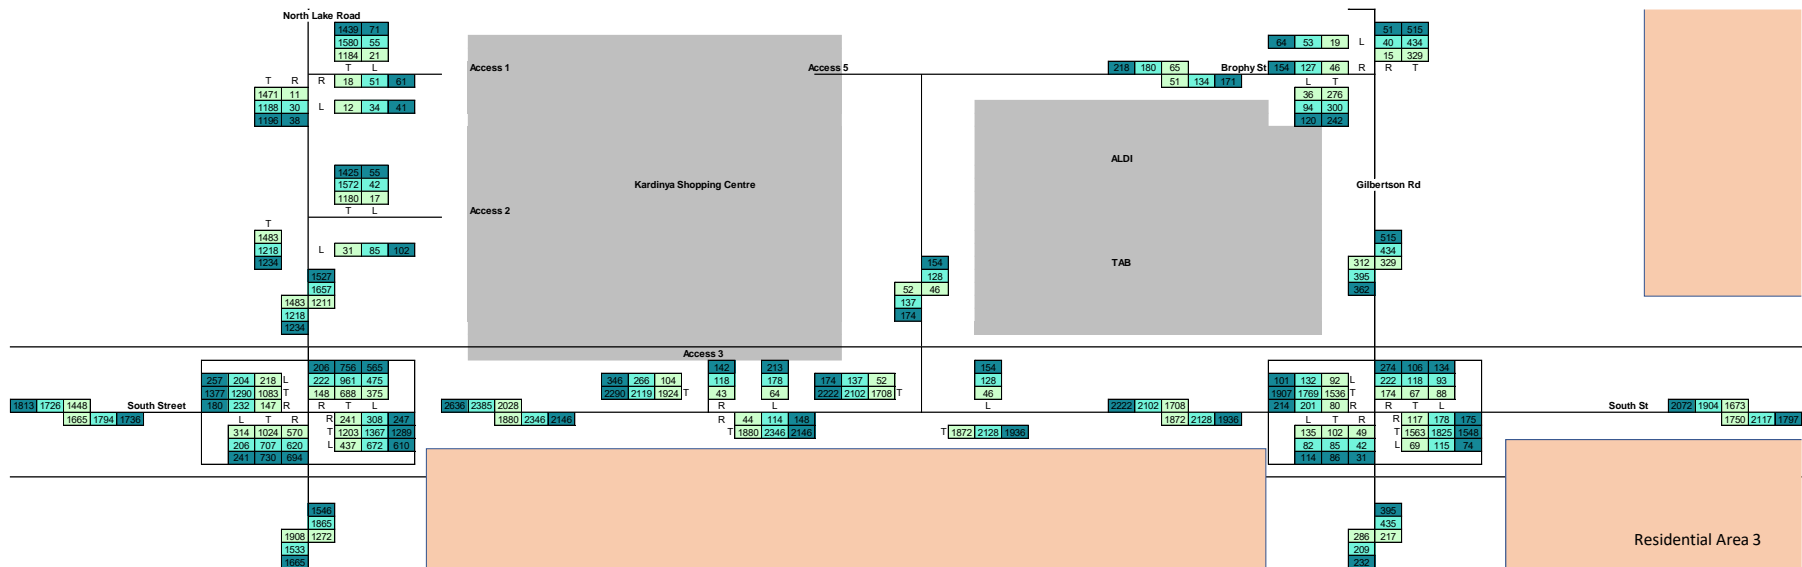 North Lake Road
1439 71
1580 55
1184 21
T L
T R R 18 51 61
1471 11
1188 30 L 12 34 41
1196 38
Access 1
Access 5
218 180 65
51 134 171
Brophy St
64 53 19 L
154 127 46 R
51 515
40 434
15 329
R T
L T
36 276
94 300
120 242
ALDI
Kardinya Shopping Centre
Gilbertson Rd
1425 55
1572 42
1180 17
T L
Access 2
T
1483
1218 L 31 85 102
1234
TAB
515
434
312 329
395
362
1527
1657
1483 1211
1218
1234
154
128
52 46
137
174
Access 3
206 756 565
257 204 218 L 222 961 475
1377 1290 1083 T 148 688 375
180 232 147 R R T L
1813 1726 1448
1665 1794 1736
South Street
L T R R 241 308 247
314 1024 570 T 1203 1367 1289
206 707 620 L 437 672 610
241 730 694
2636 2385 2028
1880 2346 2146
346 266 104
2290 2119 1924 T
142 213
118 178
43 64
R L
R 44 114 148
T 1880 2346 2146
174 137 52
2222 2102 1708 T
154
128
46
L
T 1872 2128 1936
2222 2102 1708
1872 2128 1936
274 106 134
101 132 92 L 222 118 93
1907 1769 1536 T 174 67 88
214 201 80 R R T L
L T R R 117 178 175
135 102 49 T 1563 1825 1548
82 85 42 L 69 115 74
114 86 31
South St
2072 1904 1673
1750 2117 1797
1546
1865
1908 1272
1533
1665
395
435
286 217
209
232
Residential Area 3